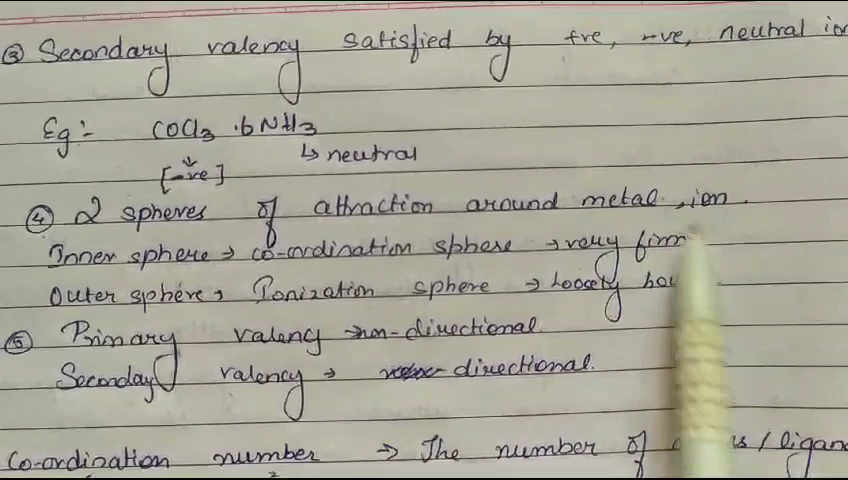 ③ Secondary valency satisfied by +ve, -ve, neutral ion
Eg:- COCl3 .6NH3
↳ neutral
[-ve]
④ 2 spheres of attraction around metal ion.
Inner sphere → co-ordination sphere → very firm
Outer sphere → Ionization sphere → Loosely
⑤ Primary valency → non-directional
Seconday valency → directional.
Co-ordination number → The number of / ligan